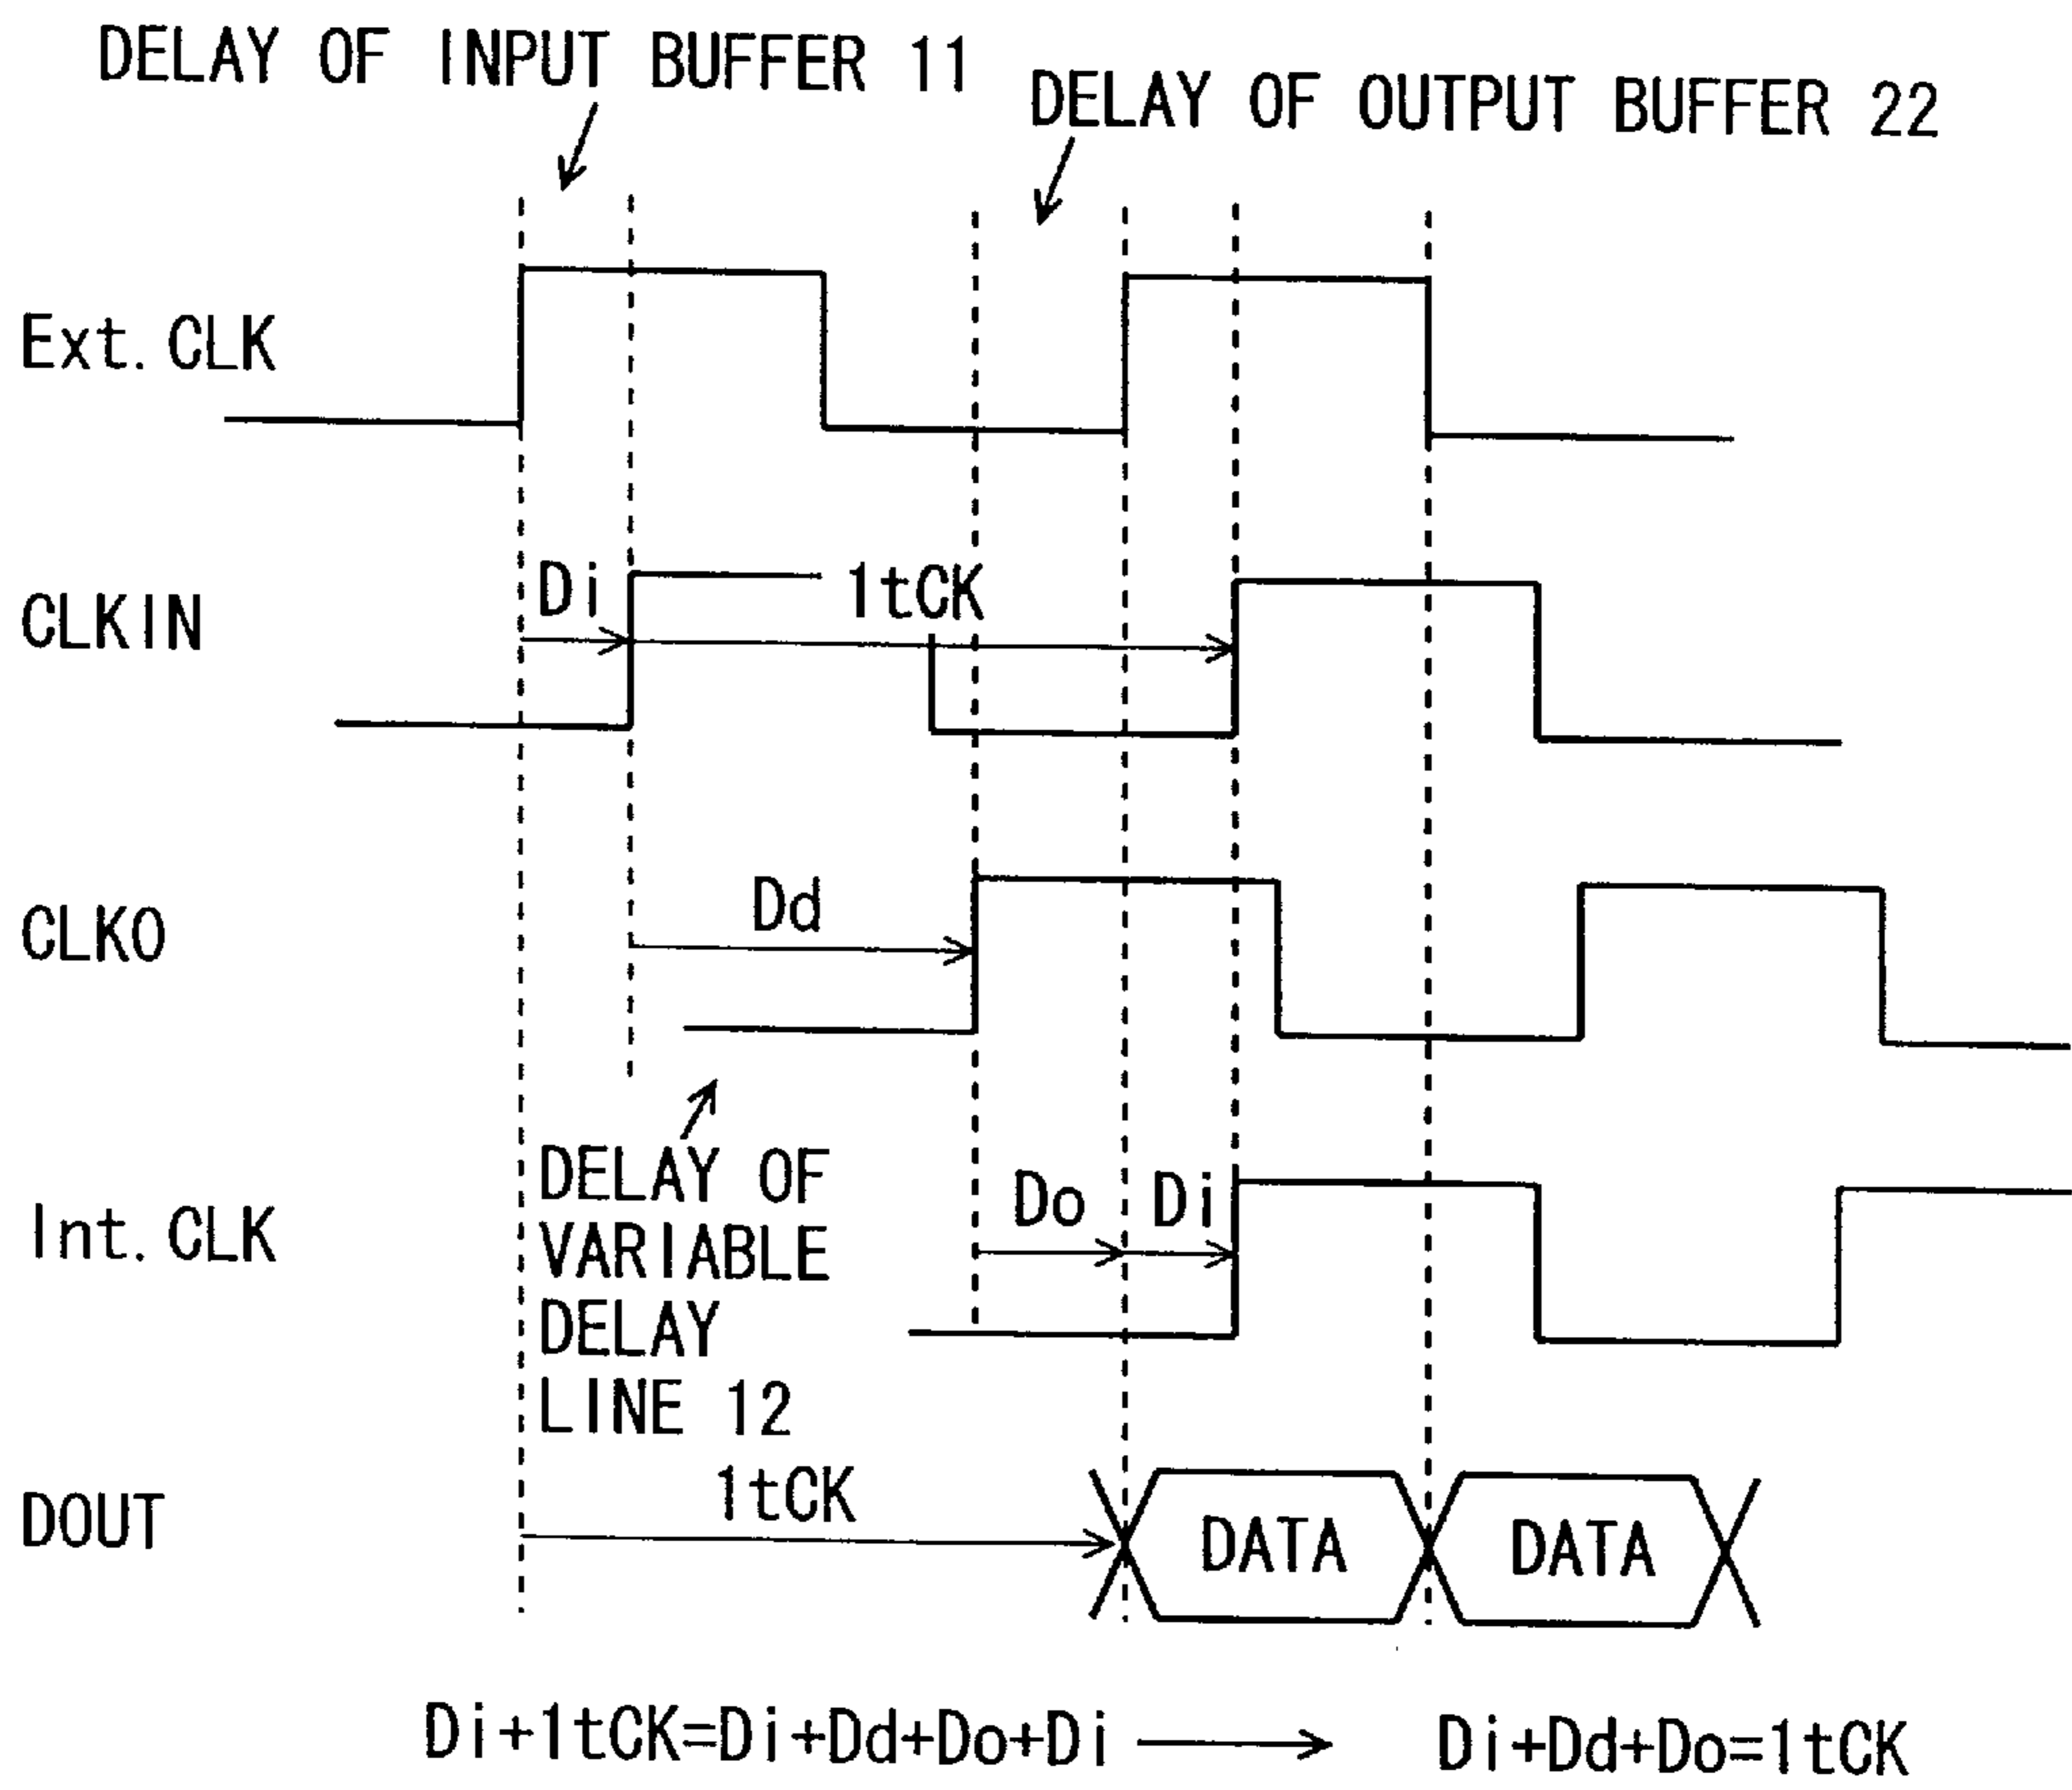 DELAY OF INPUT BUFFER 11
DELAY OF OUTPUT BUFFER 22
Ext.CLK
CLKIN
Di
1tCK
CLKO
Dd
DELAY OF
VARIABLE
DELAY
LINE 12
Int.CLK
Do
Di
DOUT
1tCK
DATA
DATA
Di+1tCK=Di+Dd+Do+Di
Di+Dd+Do=1tCK